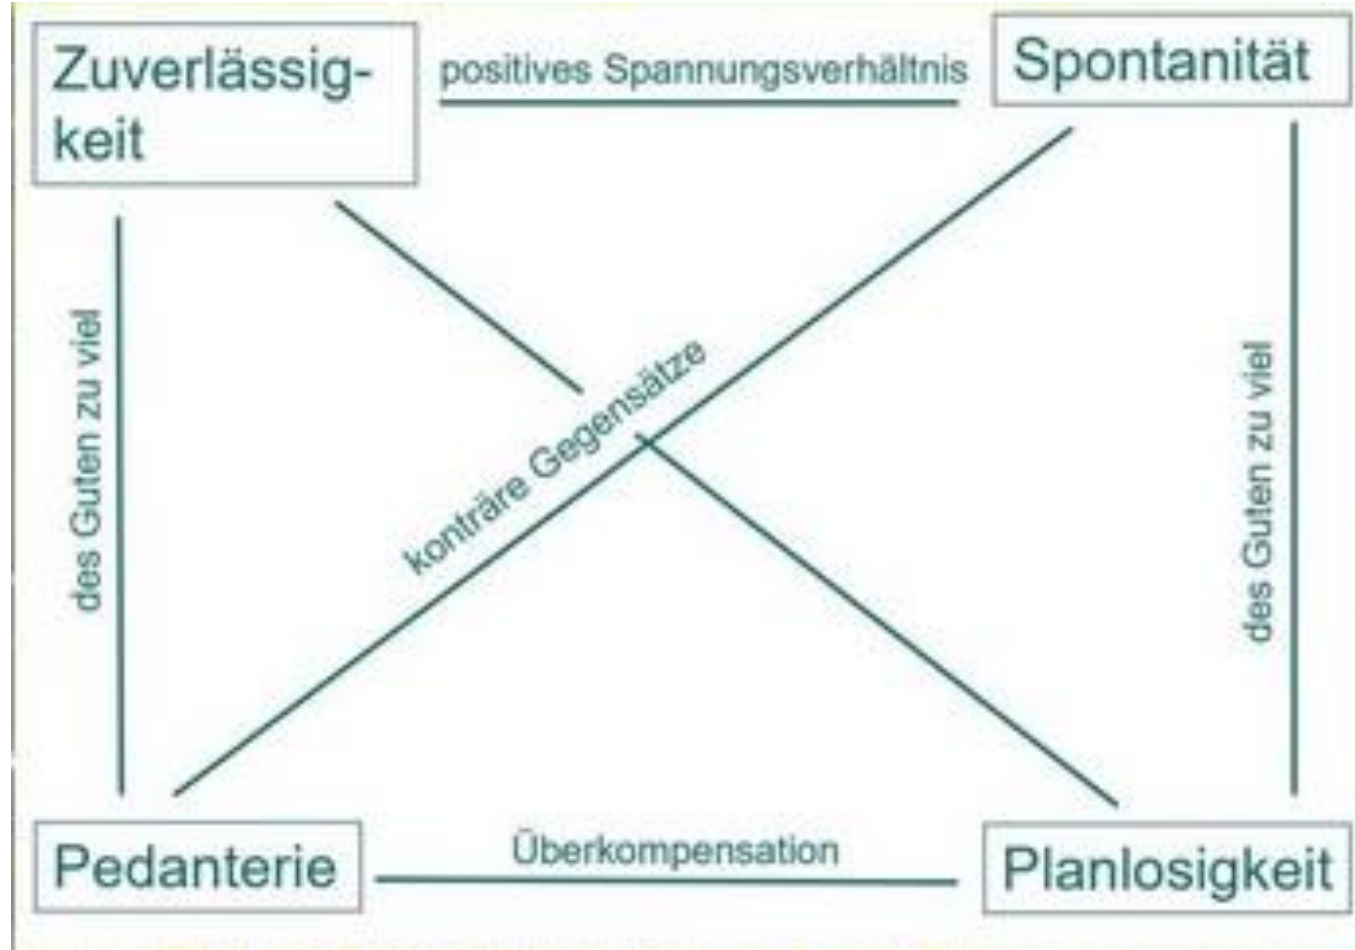 Zuverlässig-
keit
positives Spannungsverhältnis
Spontanität
des Guten zu viel
konträre Gegensätze
des Guten zu viel
Pedanterie
Überkompensation
Planlosigkeit